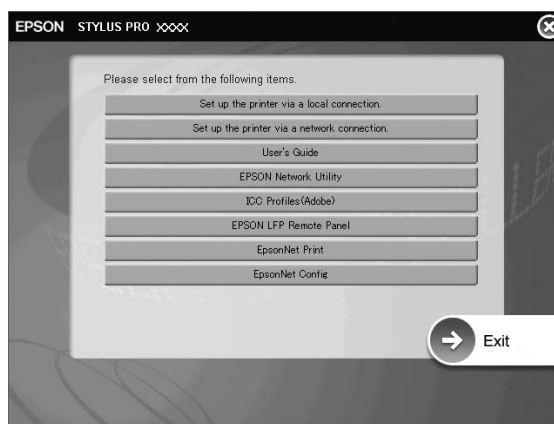 EPSON STYLUS PRO XXXX
Please select from the following items.
Set up the printer via a local connection.
Set up the printer via a network connection.
User's Guide
EPSON Network Utility
ICC Profiles(Adobe)
EPSON LFP Remote Panel
EpsonNet Print
EpsonNet Config
Exit